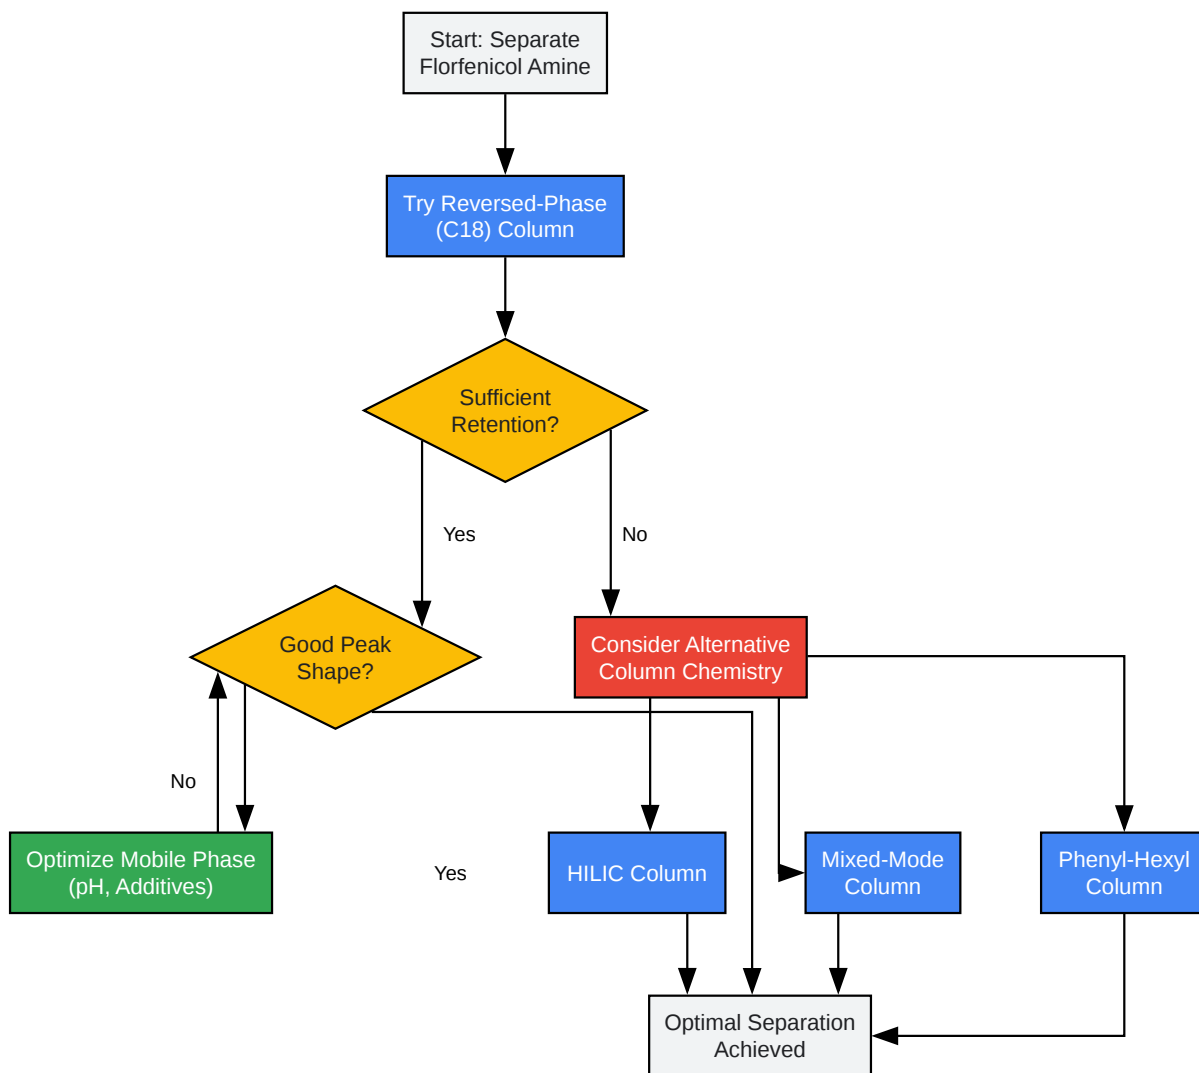 Start: Separate
Florfenicol Amine
Try Reversed-Phase
(C18) Column
Sufficient
Retention?
Yes
No
Good Peak
Shape?
Consider Alternative
Column Chemistry
No
Optimize Mobile Phase
(pH, Additives)
Yes
HILIC Column
Mixed-Mode
Column
Phenyl-Hexyl
Column
Optimal Separation
Achieved